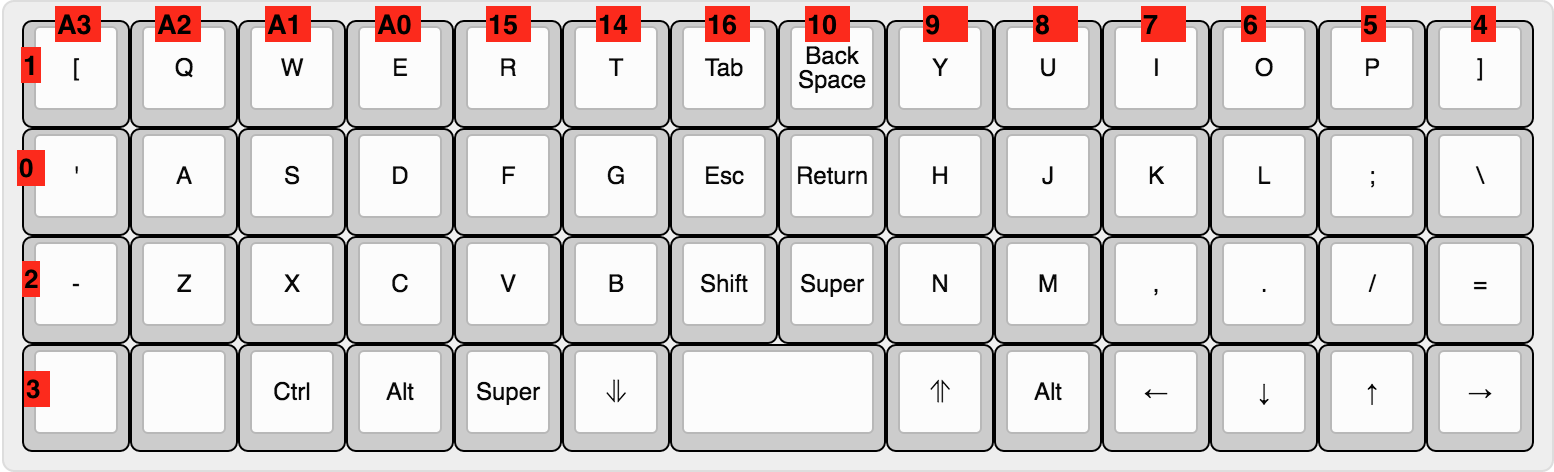 A3 A2 A1 A0 15 14 16 10 9 8 7 6 5 4
1 [ Q W E R T Tab Back Space Y U I O P ]
0 ' A S D F G Esc Return H J K L ; \
2 - Z X C V B Shift Super N M , . / =
3 Ctrl Alt Super ⥥ ⥣ Alt ← ↓ ↑ →